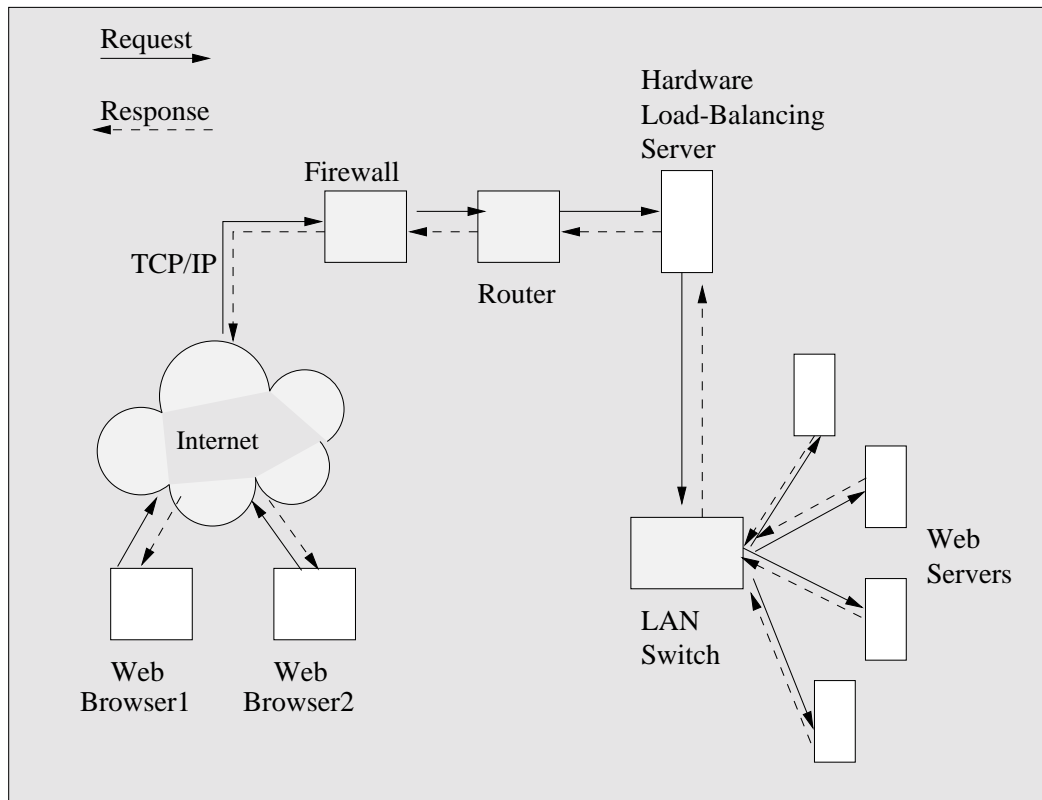 Request
Response
Hardware
Load-Balancing
Server
Firewall
TCP/IP
Router
Internet
Web
Servers
LAN
Switch
Web
Browser1
Web
Browser2